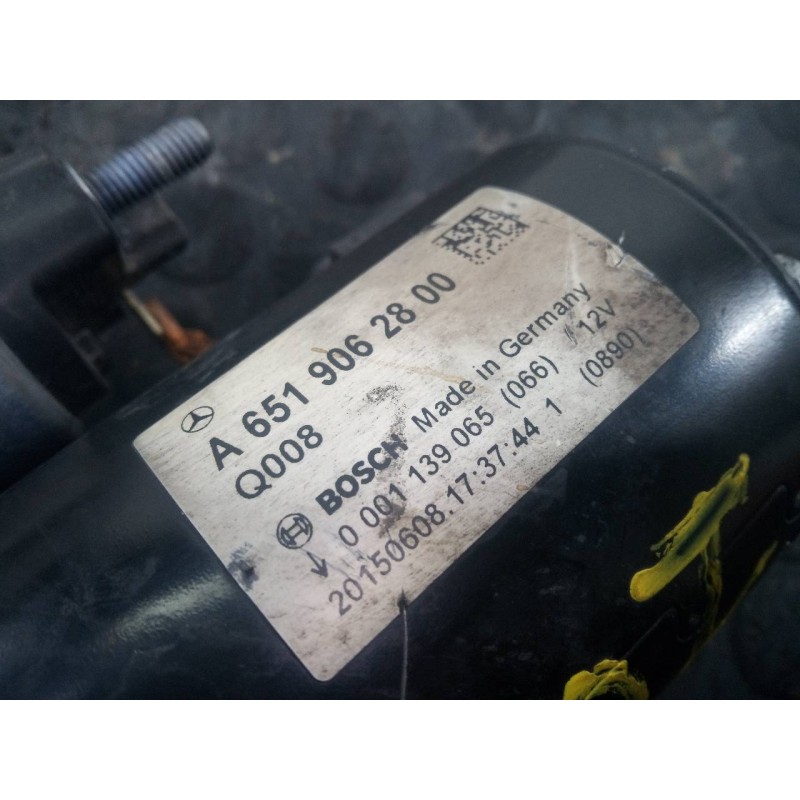 A 651 906 28 00
Q008
BOSCH Made in Germany
0 001 139 065 (066) 12V
20150608.17:37:44 1 (0890)